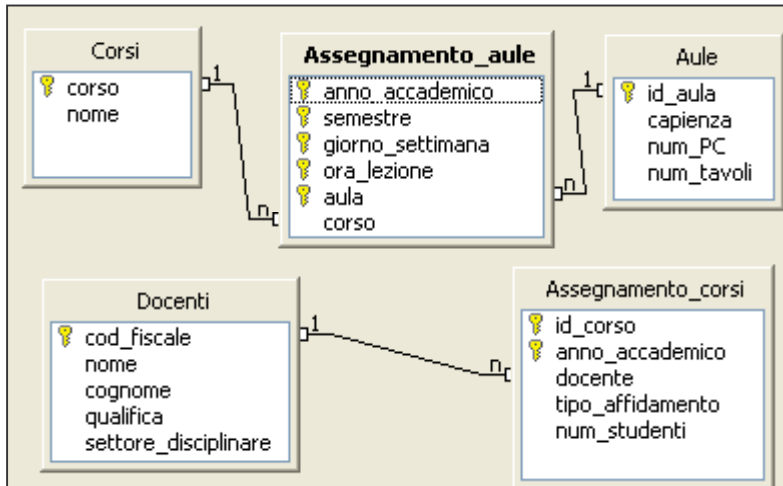 Corsi
corso
nome
1
n
Assegnamento_aule
anno_accademico
semestre
giorno_settimana
ora_lezione
aula
corso
1
n
Aule
id_aula
capienza
num_PC
num_tavoli
Docenti
cod_fiscale
nome
cognome
qualifica
settore_disciplinare
1
n
Assegnamento_corsi
id_corso
anno_accademico
docente
tipo_affidamento
num_studenti